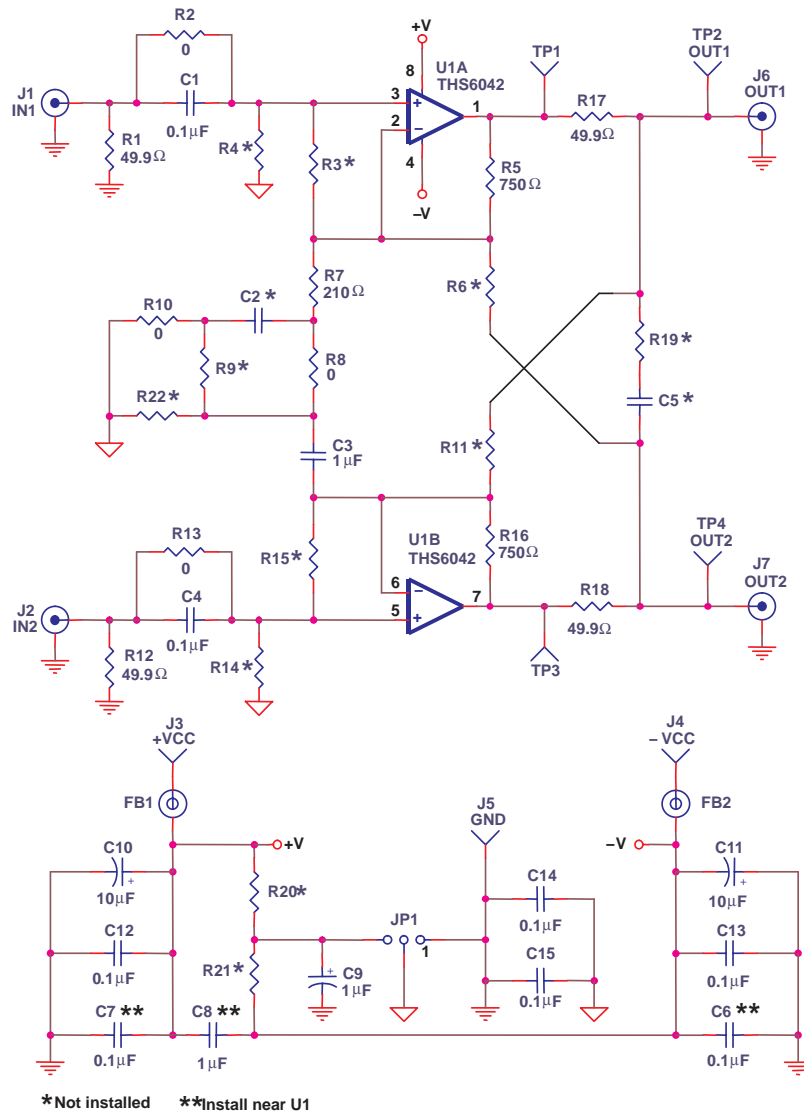 R2
0
J1
IN1
C1
0.1µF
R1
49.9Ω
R4*
R3*
+V
8
U1A
THS6042
3
+
2
−
1
4
−V
R5
750Ω
TP1
R17
49.9Ω
TP2
OUT1
J6
OUT1
R7
210Ω
R6*
R10
0
C2*
R9*
R8
0
R22*
R19*
C5*
C3
1µF
R11*
R13
0
R15*
U1B
THS6042
R16
750Ω
TP4
OUT2
J7
OUT2
J2
IN2
C4
0.1µF
6
−
5
+
7
R18
49.9Ω
R12
49.9Ω
R14*
TP3
J3
+VCC
FB1
J4
− VCC
FB2
J5
GND
+V
−V
C10
+
10µF
R20*
C11
+
10µF
C14
0.1µF
JP1
1
C12
0.1µF
R21*
+
C9
1µF
C15
0.1µF
C13
0.1µF
C7**
0.1µF
C8**
1µF
C6**
0.1µF
*Not installed **Install near U1